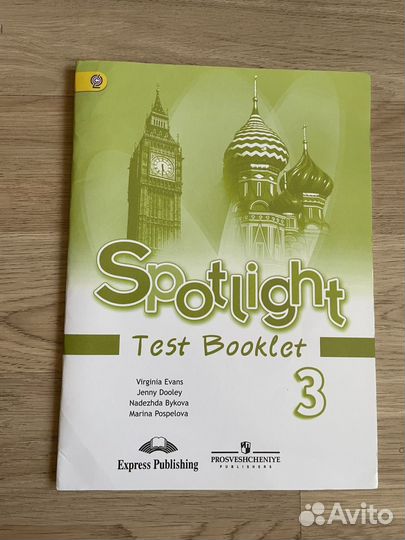 Spotlight
Test Booklet
3
Virginia Evans
Jenny Dooley
Nadezhda Bykova
Marina Pospelova
Express Publishing
PROSVESHCHENIYE
PUBLISHERS
Avito